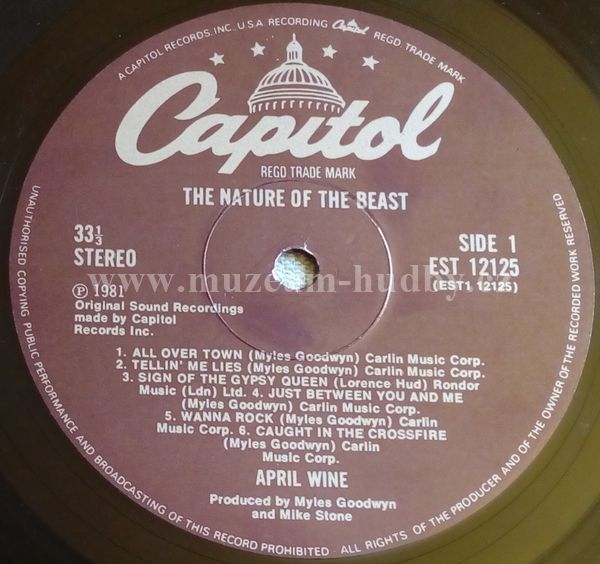 A CAPITOL RECORDS, INC., U.S.A. RECORDING Capitol REGD. TRADE MARK
Capitol
REGD TRADE MARK
THE NATURE OF THE BEAST
33 1/3
STEREO
SIDE 1
EST 12125
(EST1 12125)
www.muzeum-hudby.
Ⓟ 1981
Original Sound Recordings
made by Capitol
Records Inc.
1. ALL OVER TOWN (Myles Goodwyn) Carlin Music Corp.
2. TELLIN' ME LIES (Myles Goodwyn) Carlin Music Corp.
3. SIGN OF THE GYPSY QUEEN (Lorence Hud) Rondor
Music (Ldn) Ltd. 4. JUST BETWEEN YOU AND ME
(Myles Goodwyn) Carlin Music Corp.
5. WANNA ROCK (Myles Goodwyn) Carlin
Music Corp. 6. CAUGHT IN THE CROSSFIRE
(Myles Goodwyn) Carlin
Music Corp.
APRIL WINE
Produced by Myles Goodwyn
and Mike Stone
UNAUTHORISED COPYING PUBLIC PERFORMANCE AND BROADCASTING OF THIS RECORD PROHIBITED · ALL RIGHTS OF THE PRODUCER AND OF THE OWNER OF THE RECORDED WORK RESERVED